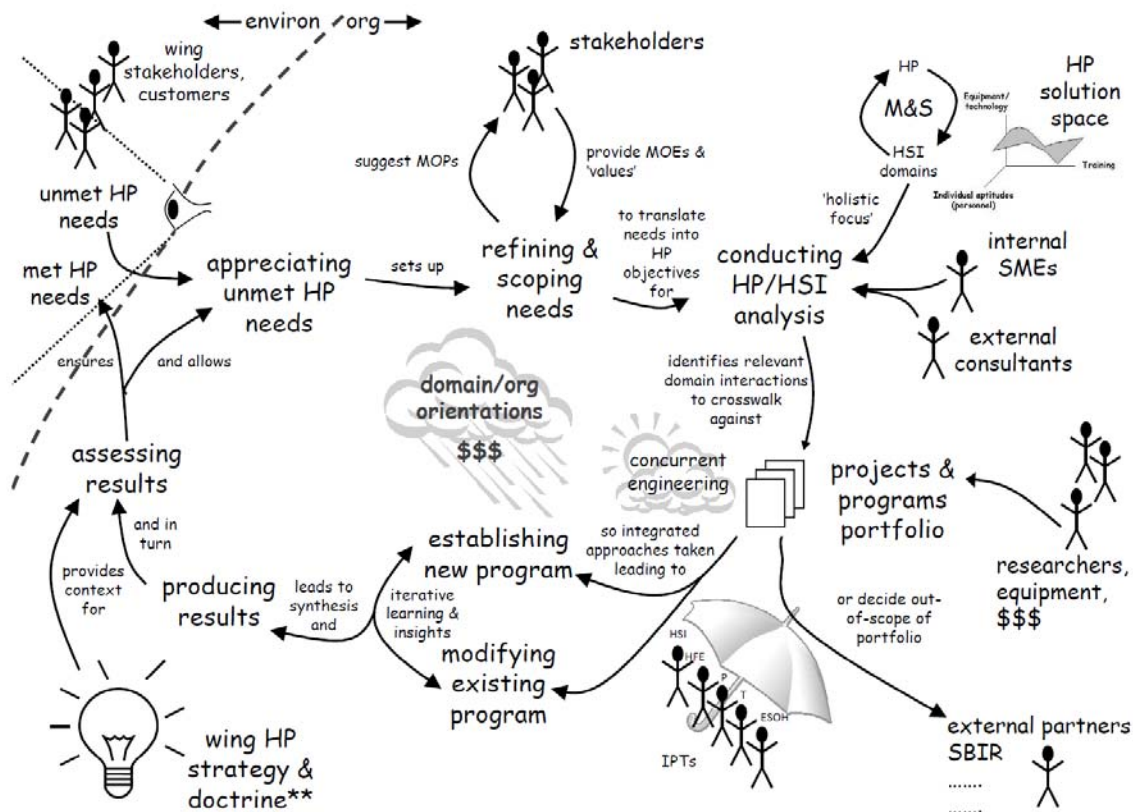 environ org
wing
stakeholders,
customers
unmet HP
needs
met HP
needs
ensures
and allows
appreciating
unmet HP
needs
sets up
stakeholders
suggest MOPs
provide MOEs &
'values'
refining &
scoping
needs
to translate
needs into
HP
objectives
for
HP
M&S
HSI
domains
HP
solution
space
Equipment/
technology
Training
Individual aptitudes
(personnel)
'holistic
focus'
conducting
HP/HSI
analysis
internal
SMEs
external
consultants
identifies relevant
domain interactions
to crosswalk
against
domain/org
orientations
$$$
concurrent
engineering
projects &
programs
portfolio
researchers,
equipment,
$$$
so integrated
approaches taken
leading to
or decide out-
of-scope of
portfolio
external partners
SBIR
......
......
HSI
HFE
P
T
ESOH
IPTs
establishing
new program
iterative
learning &
insights
modifying
existing
program
leads to
synthesis
and
producing
results
and in
turn
assessing
results
provides
context
for
wing HP
strategy &
doctrine**